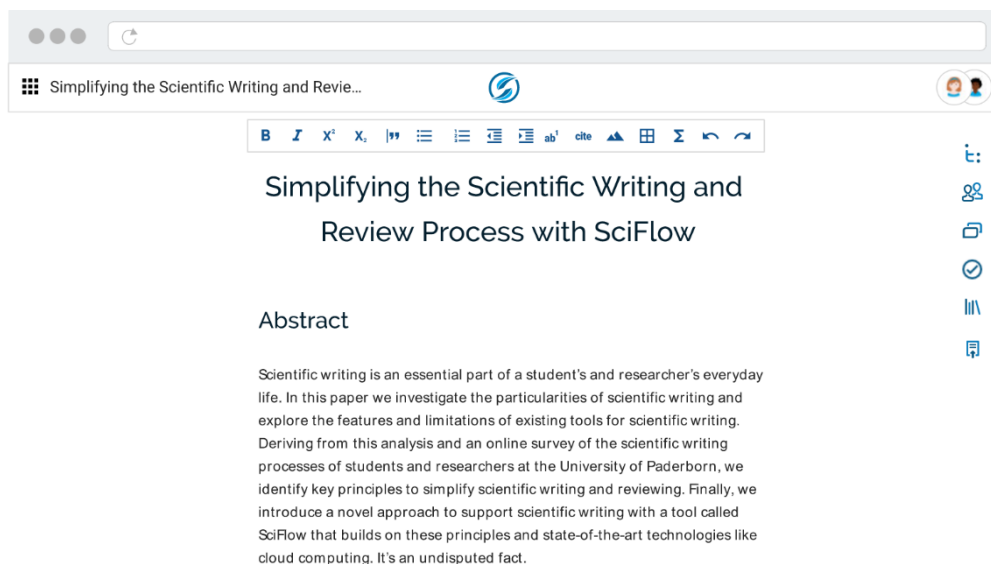 Simplifying the Scientific Writing and Revie...
B I X² X₂ ab¹ cite Σ
Simplifying the Scientific Writing and
Review Process with SciFlow
Abstract
Scientific writing is an essential part of a student's and researcher's everyday
life. In this paper we investigate the particularities of scientific writing and
explore the features and limitations of existing tools for scientific writing.
Deriving from this analysis and an online survey of the scientific writing
processes of students and researchers at the University of Paderborn, we
identify key principles to simplify scientific writing and reviewing. Finally, we
introduce a novel approach to support scientific writing with a tool called
SciFlow that builds on these principles and state-of-the-art technologies like
cloud computing. It's an undisputed fact.